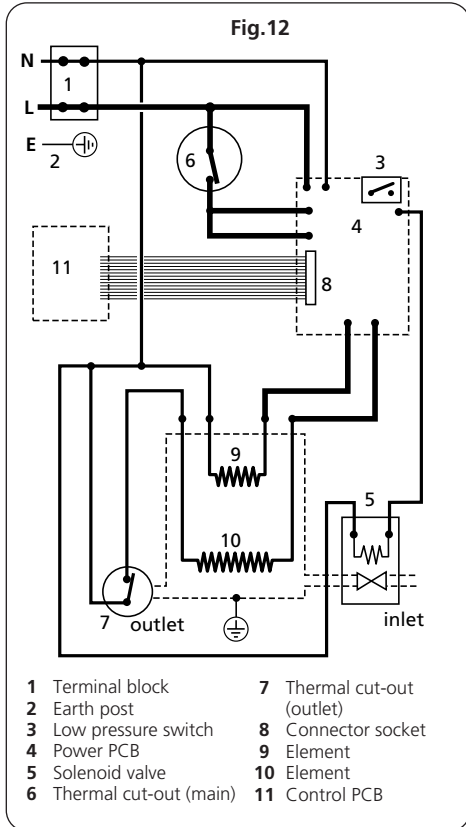 Fig.12
N
1
L
E
2
6
3
4
11
8
9
10
5
7
outlet
inlet
1 Terminal block
2 Earth post
3 Low pressure switch
4 Power PCB
5 Solenoid valve
6 Thermal cut-out (main)
7 Thermal cut-out
(outlet)
8 Connector socket
9 Element
10 Element
11 Control PCB